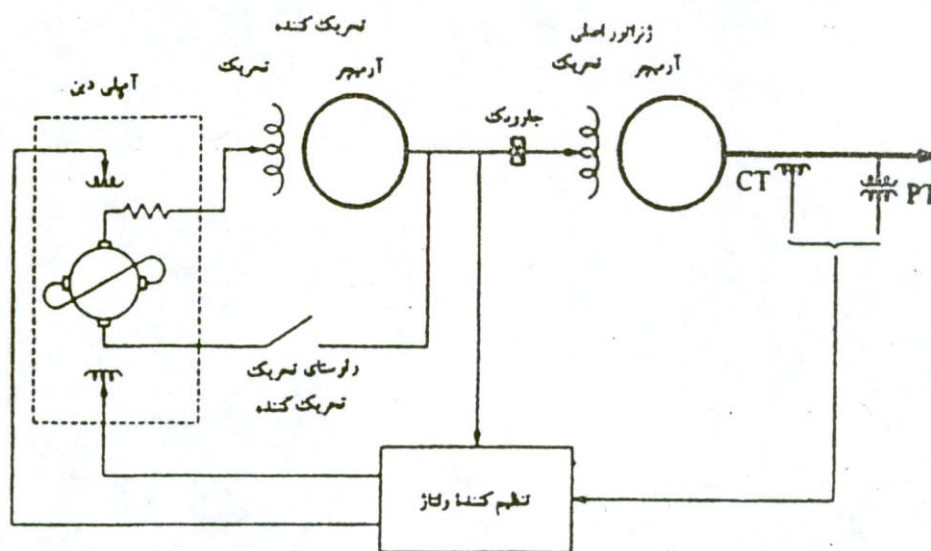 ژنراتور اصلی
تحریک آرمیچر
تحریک کننده
تحریک آرمیچر
آمپلی دین
جاروبک
CT
PT
رئوستای تحریک
تحریک کننده
تنظیم کنندهٔ ولتاژ